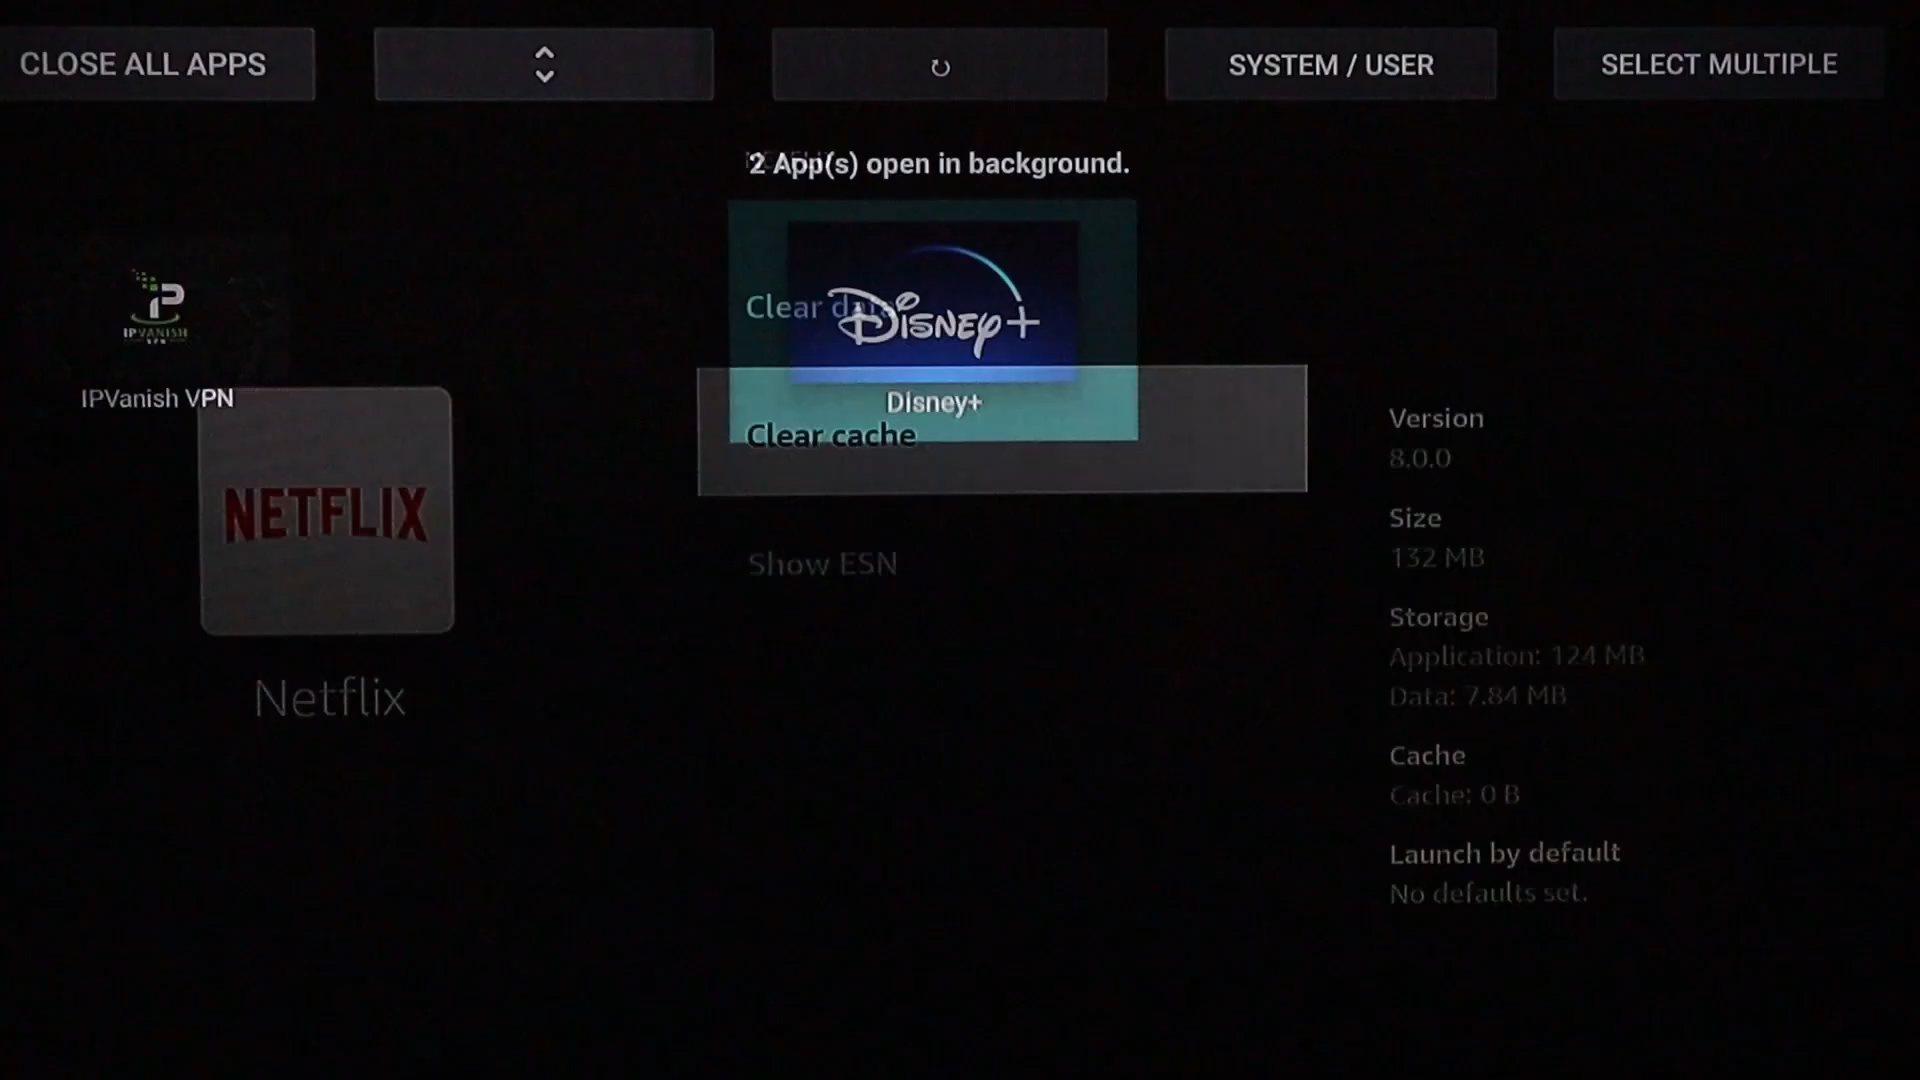 CLOSE ALL APPS
SYSTEM / USER
SELECT MULTIPLE
2 App(s) open in background.
Clear data
DISNEY+
IPVANISH
VPN
IPVanish VPN
Disney+
Clear cache
NETFLIX
Show ESN
Netflix
Version
8.0.0
Size
132 MB
Storage
Application: 124 MB
Data: 7.84 MB
Cache
Cache: 0 B
Launch by default
No defaults set.